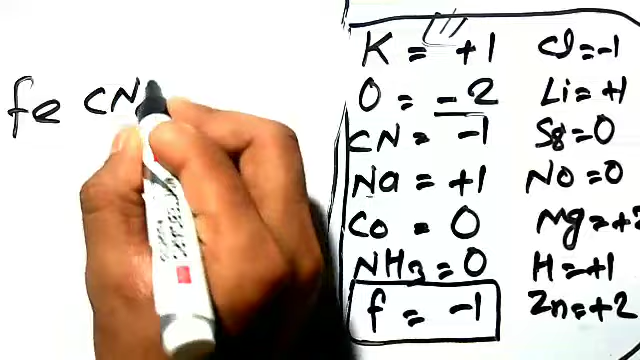 fe CN
K = +1
O = -2
CN = -1
Na = +1
Co = 0
NH3 = 0
f = -1
Cl = -1
Li = +1
S8 = 0
No = 0
Mg = +2
H = +1
Zn = +2